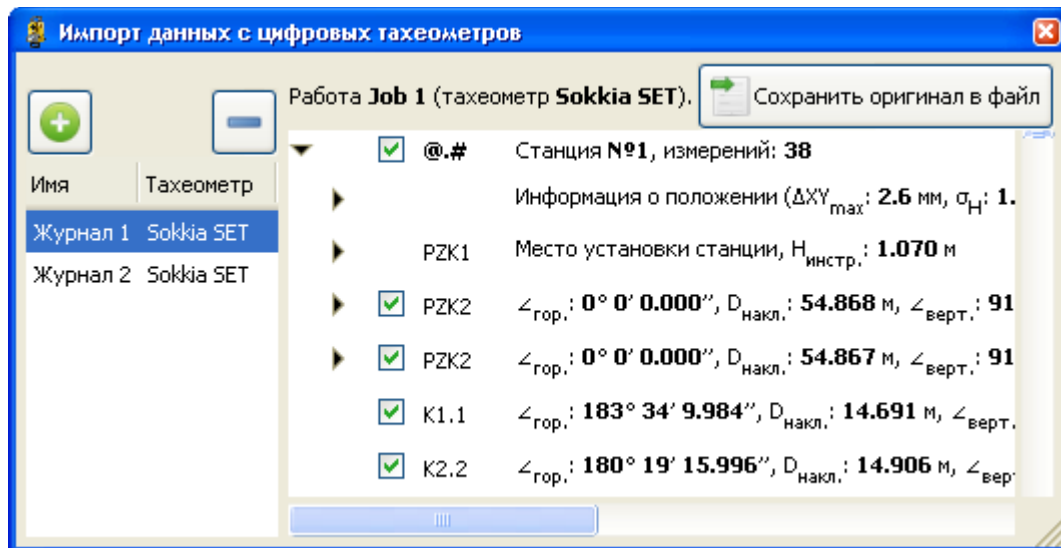 Импорт данных с цифровых тахеометров
Работа Job 1 (тахеометр Sokkia SET).
Сохранить оригинал в файл
Имя Тахеометр
Журнал 1 Sokkia SET
Журнал 2 Sokkia SET
@.# Станция №1, измерений: 38
Информация о положении (ΔXYmax: 2.6 мм, σH: 1.
PZK1 Место установки станции, Hинстр.: 1.070 м
PZK2 ∠гор.: 0° 0′ 0.000″, Dнакл.: 54.868 м, ∠верт.: 91
PZK2 ∠гор.: 0° 0′ 0.000″, Dнакл.: 54.867 м, ∠верт.: 91
K1.1 ∠гор.: 183° 34′ 9.984″, Dнакл.: 14.691 м, ∠верт.
K2.2 ∠гор.: 180° 19′ 15.996″, Dнакл.: 14.906 м, ∠вер